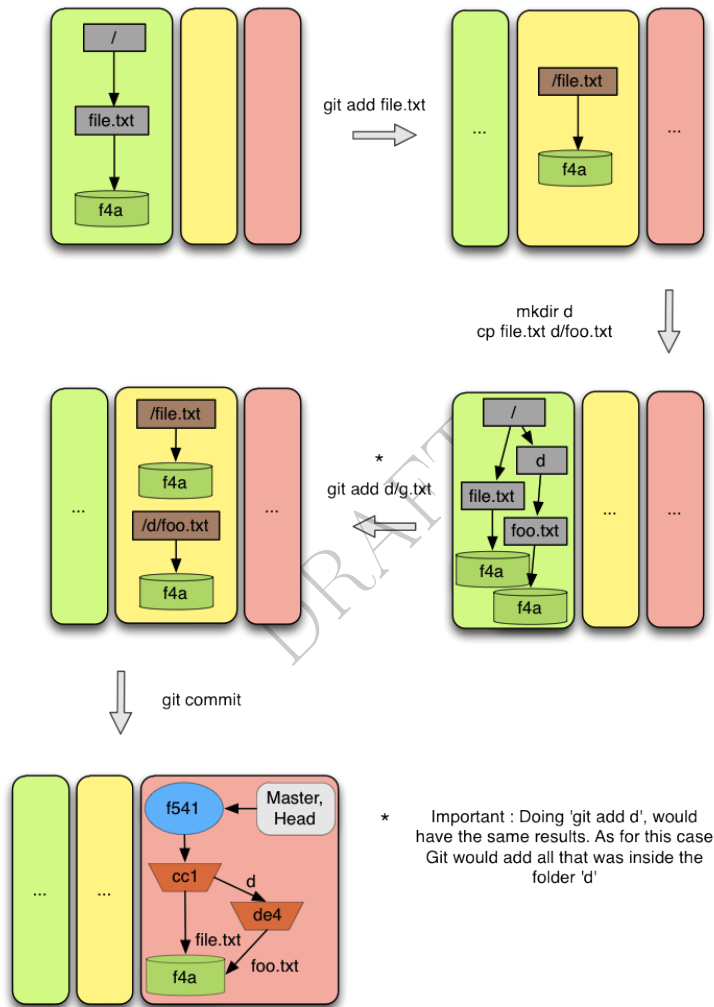 /
file.txt
f4a
git add file.txt
...
/file.txt
f4a
...
mkdir d
cp file.txt d/foo.txt
/
d
file.txt
foo.txt
f4a
f4a
...
...
*
git add d/g.txt
...
/file.txt
f4a
/d/foo.txt
f4a
...
DRAFT
git commit
...
...
f541
Master,
Head
cc1
d
de4
file.txt
foo.txt
f4a
*
Important : Doing 'git add d', would
have the same results. As for this case
Git would add all that was inside the
folder 'd'